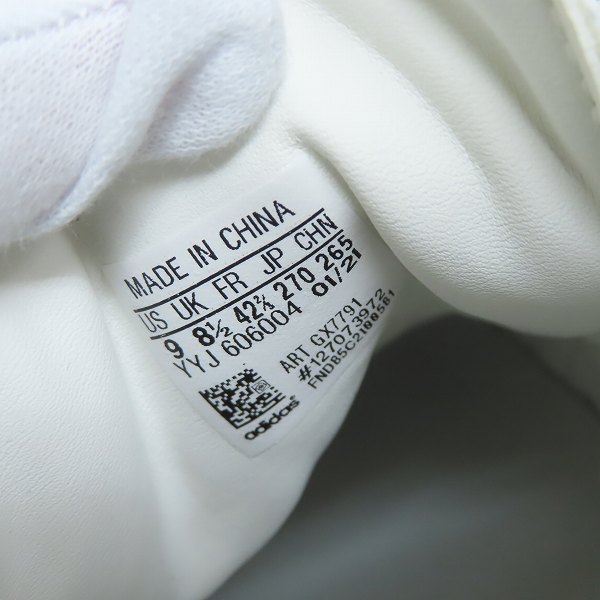 MADE IN CHINA
US UK FR JP CHN
9 8½ 42⅔ 270 265
YYJ 606004 01/21
ART GX7791
#127073972
FNDB5C2100581
adidas